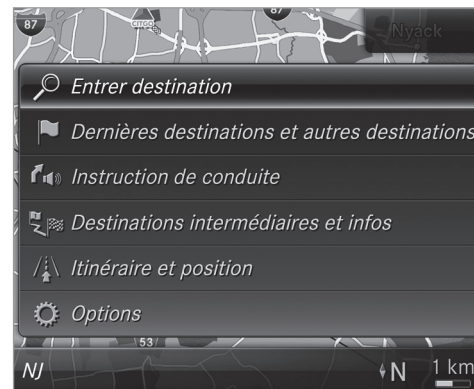 87
CITGO
87
Nyack
Entrer destination
Dernières destinations et autres destinations
Instruction de conduite
Destinations intermédiaires et infos
Itinéraire et position
Options
53
NJ
N
1 km